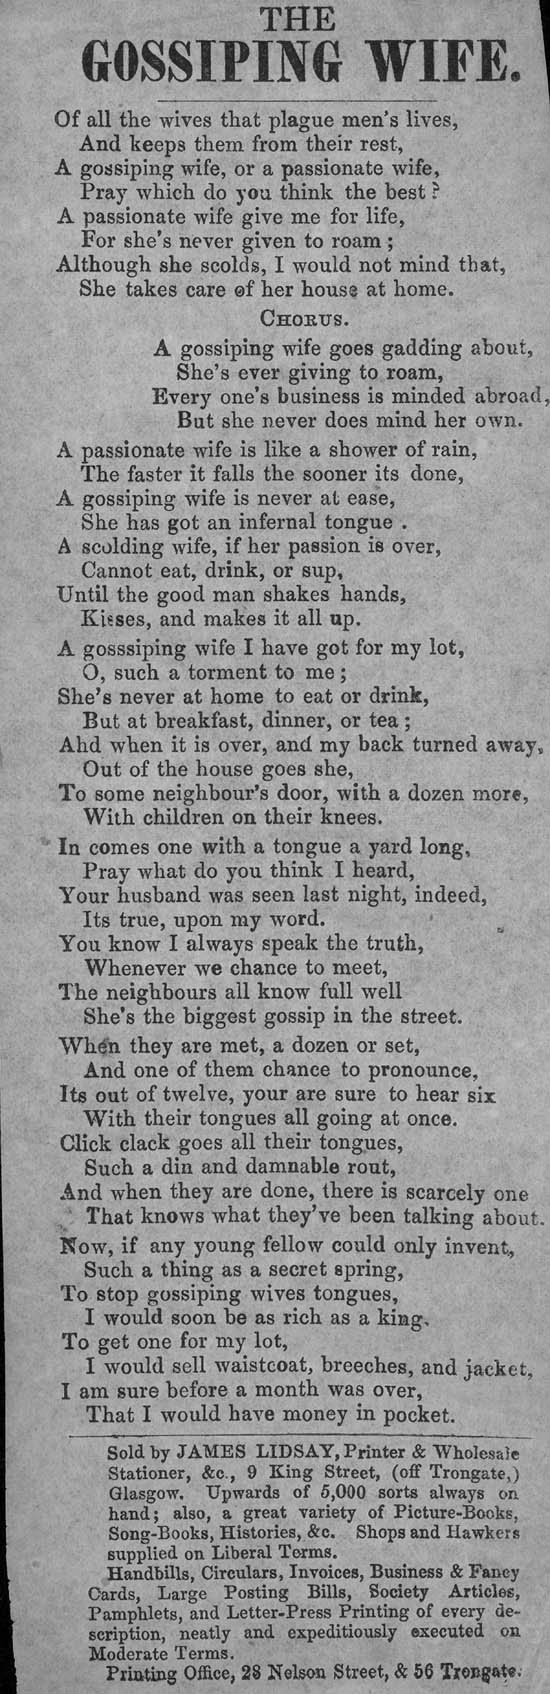 THE
GOSSIPING WIFE.
Of all the wives that plague men's lives,
And keeps them from their rest,
A gossiping wife, or a passionate wife,
Pray which do you think the best?
A passionate wife give me for life,
For she's never given to roam;
Although she scolds, I would not mind that,
She takes care of her house at home.
CHORUS.
A gossiping wife goes gadding about,
She's ever giving to roam,
Every one's business is minded abroad,
But she never does mind her own.
A passionate wife is like a shower of rain,
The faster it falls the sooner its done,
A gossiping wife is never at ease,
She has got an infernal tongue .
A scolding wife, if her passion is over,
Cannot eat, drink, or sup,
Until the good man shakes hands,
Kisses, and makes it all up.
A gosssiping wife I have got for my lot,
O, such a torment to me;
She's never at home to eat or drink,
But at breakfast, dinner, or tea;
Ahd when it is over, and my back turned away,
Out of the house goes she,
To some neighbour's door, with a dozen more,
With children on their knees.
In comes one with a tongue a yard long,
Pray what do you think I heard,
Your husband was seen last night, indeed,
Its true, upon my word.
You know I always speak the truth,
Whenever we chance to meet,
The neighbours all know full well
She's the biggest gossip in the street.
When they are met, a dozen or set,
And one of them chance to pronounce,
Its out of twelve, your are sure to hear six
With their tongues all going at once.
Click clack goes all their tongues,
Such a din and damnable rout,
And when they are done, there is scarcely one
That knows what they've been talking about.
Now, if any young fellow could only invent,
Such a thing as a secret spring,
To stop gossiping wives tongues,
I would soon be as rich as a king.
To get one for my lot,
I would sell waistcoat, breeches, and jacket,
I am sure before a month was over,
That I would have money in pocket.
Sold by JAMES LIDSAY, Printer & Wholesale
Stationer, &c., 9 King Street, (off Trongate,)
Glasgow. Upwards of 5,000 sorts always on
hand; also, a great variety of Picture-Books,
Song-Books, Histories, &c. Shops and Hawkers
supplied on Liberal Terms.
Handbills, Circulars, Invoices, Business & Fancy
Cards, Large Posting Bills, Society Articles,
Pamphlets, and Letter-Press Printing of every de-
scription, neatly and expeditiously executed on
Moderate Terms.
Printing Office, 28 Nelson Street, & 56 Trongate.